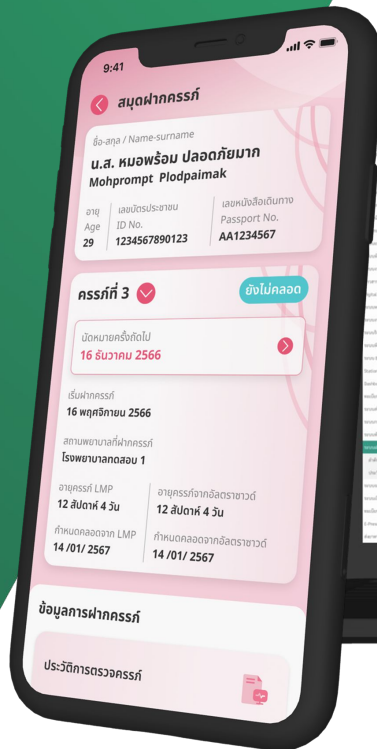 9:41
สมุดฝากครรภ์
ชื่อ-สกุล / Name-surname
น.ส. หมอพร้อม ปลอดภัยมาก
Mohprompt Plodpaimak
อายุ
Age
29
เลขบัตรประชาชน
ID No.
1234567890123
เลขหนังสือเดินทาง
Passport No.
AA1234567
ครรภ์ที่ 3
ยังไม่คลอด
นัดหมายครั้งถัดไป
16 ธันวาคม 2566
เริ่มฝากครรภ์
16 พฤศจิกายน 2566
สถานพยาบาลที่ฝากครรภ์
โรงพยาบาลทดสอบ 1
อายุครรภ์ LMP
12 สัปดาห์ 4 วัน
อายุครรภ์จากอัลตราซาวด์
12 สัปดาห์ 4 วัน
กำหนดคลอดจาก LMP
14 /01/ 2567
กำหนดคลอดจากอัลตราซาวด์
14 /01/ 2567
ข้อมูลการฝากครรภ์
ประวัติการตรวจครรภ์